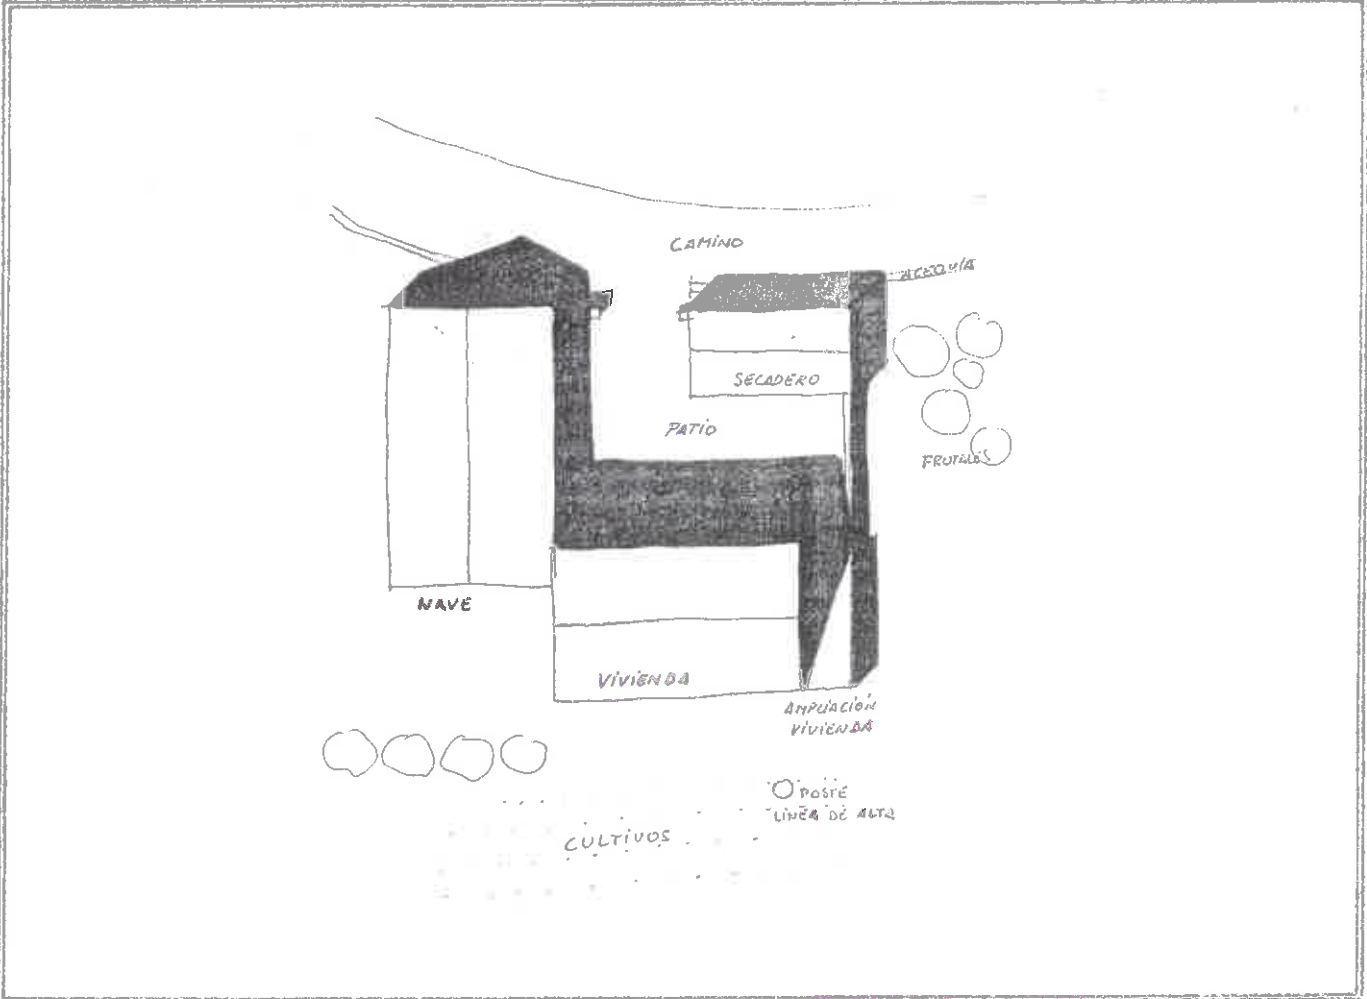 CAMINO
ACEQUIA
SECADERO
PATIO
FRUTALES
NAVE
VIVIENDA
AMPLIACIÓN
VIVIENDA
POSTE
LINEA DE ALTA
CULTIVOS